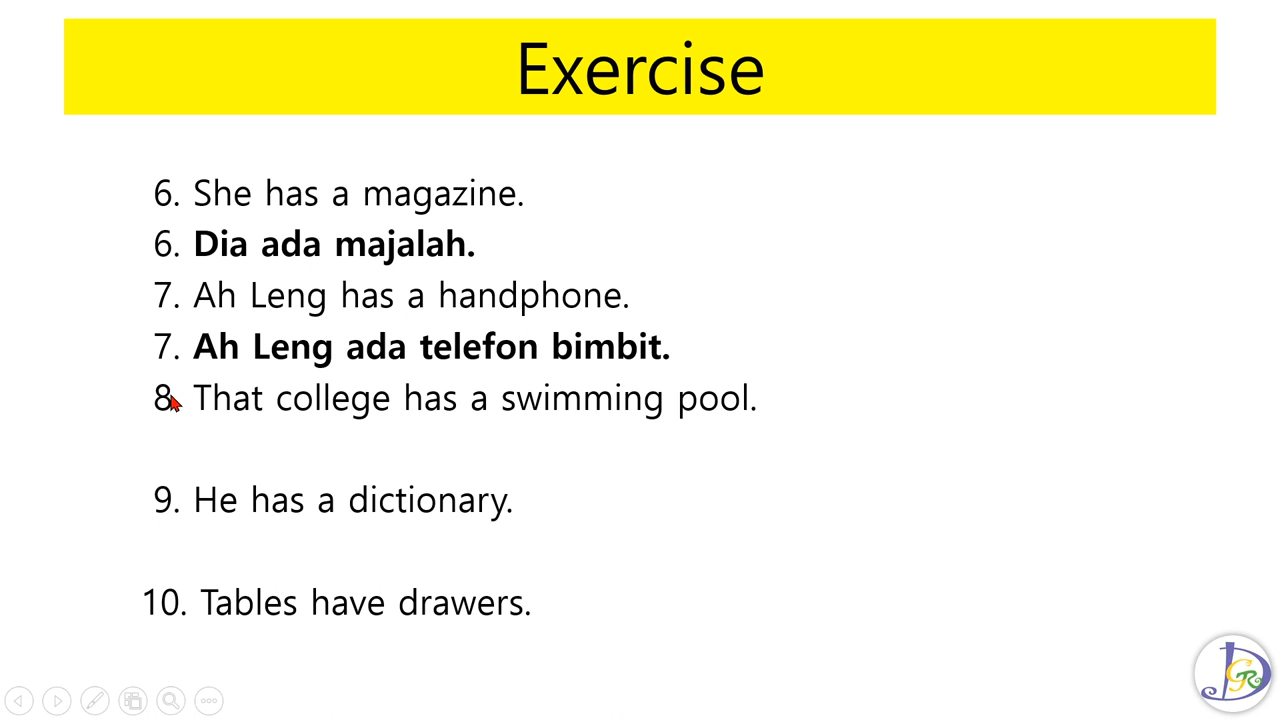 Exercise
6. She has a magazine.
6. Dia ada majalah.
7. Ah Leng has a handphone.
7. Ah Leng ada telefon bimbit.
8. That college has a swimming pool.
9. He has a dictionary.
10. Tables have drawers.